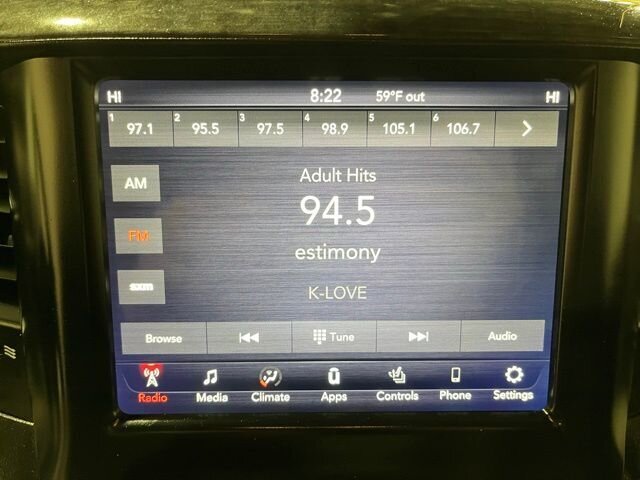 HI 8:22 59°F out HI
1 97.1 2 95.5 3 97.5 4 98.9 5 105.1 6 106.7
Adult Hits
AM
94.5
FM
estimony
sxm
K-LOVE
Browse Tune Audio
Radio Media Climate Apps Controls Phone Settings